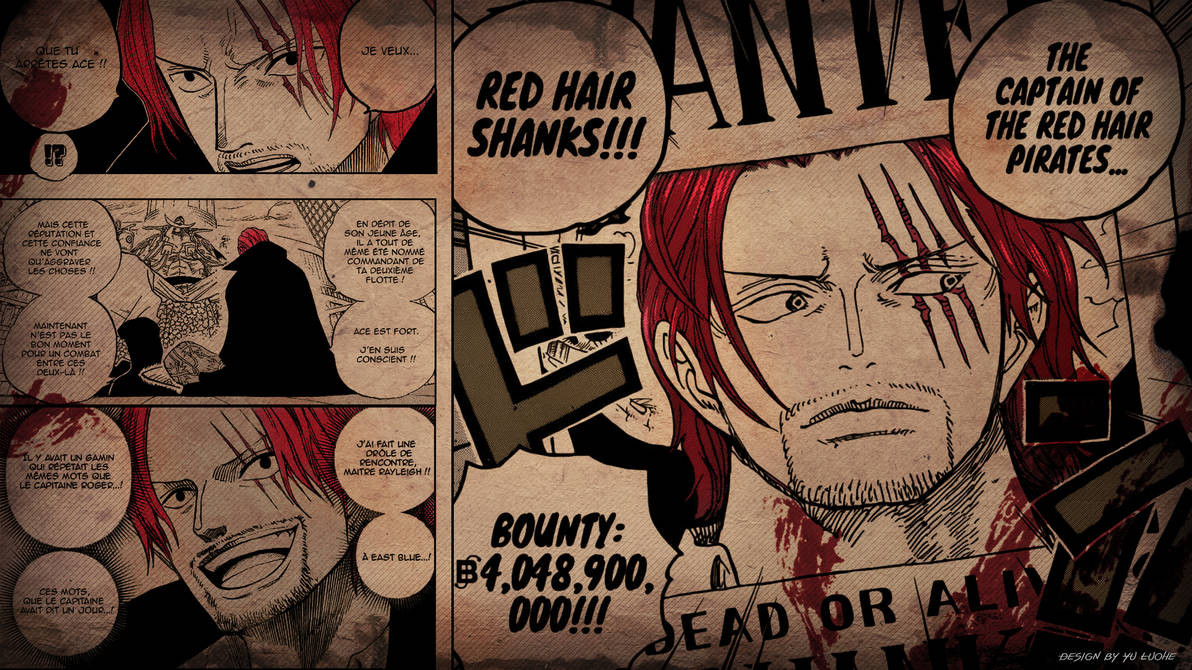 QUE TU
ARRÊTES ACE !!
JE VEUX...
!?
MAIS CETTE
RÉPUTATION ET
CETTE CONFIANCE
NE VONT
QU'AGGRAVER
LES CHOSES !!
EN DÉPIT DE
SON JEUNE ÂGE,
IL A TOUT DE
MÊME ÉTÉ NOMMÉ
COMMANDANT DE
TA DEUXIÈME
FLOTTE !
MAINTENANT
N'EST PAS LE
BON MOMENT
POUR UN COMBAT
ENTRE CES
DEUX-LÀ !!
ACE EST FORT.
J'EN SUIS
CONSCIENT !!
IL Y AVAIT UN GAMIN
QUI RÉPÉTAIT LES
MÊMES MOTS QUE
LE CAPITAINE ROGER...!
J'AI FAIT UNE
DRÔLE DE
RENCONTRE,
MAITRE RAYLEIGH !!
À EAST BLUE...!
CES MOTS,
QUE LE CAPITAINE
AVAIT DIT UN JOUR...!
RED HAIR
SHANKS!!!
THE
CAPTAIN OF
THE RED HAIR
PIRATES...
BOUNTY:
฿4,048,900,
000!!!
DEAD OR ALIV
DESIGN BY YU LUOHE